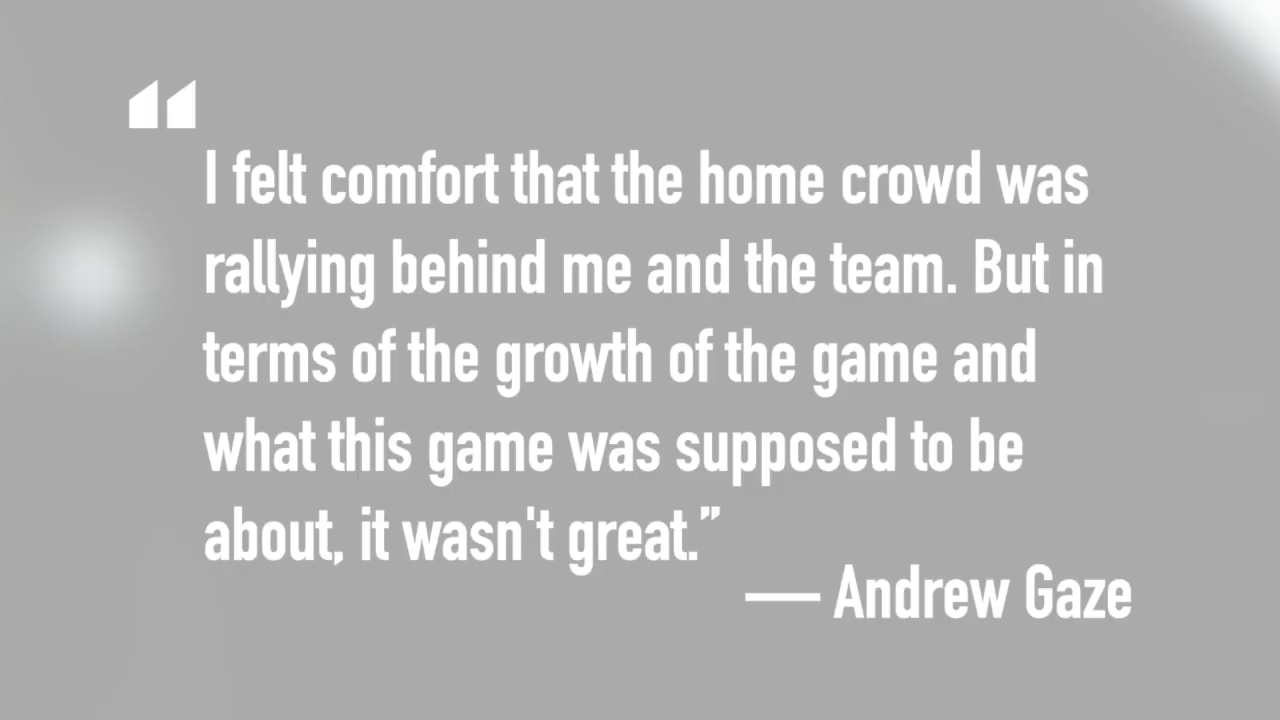 “
I felt comfort that the home crowd was
rallying behind me and the team. But in
terms of the growth of the game and
what this game was supposed to be
about, it wasn't great.”
— Andrew Gaze